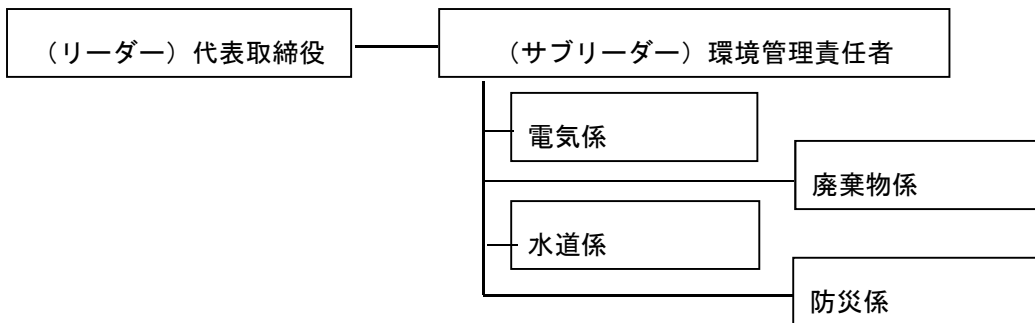 （リーダー）代表取締役
（サブリーダー）環境管理責任者
電気係
廃棄物係
水道係
防災係